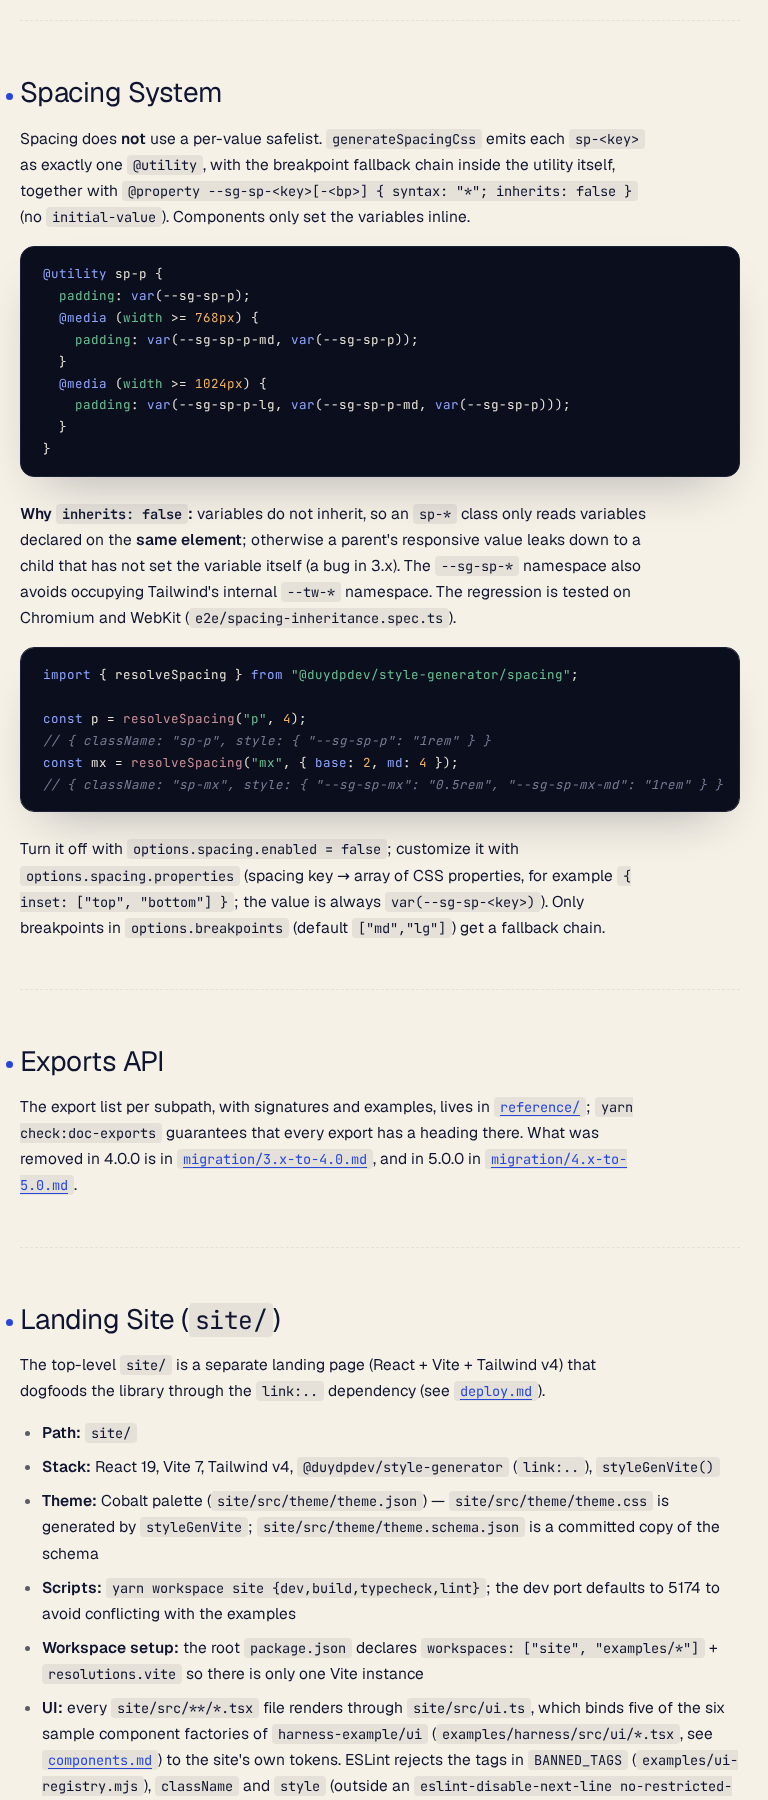 Spacing System
Spacing does not use a per-value safelist. generateSpacingCss emits each sp-<key>
as exactly one @utility, with the breakpoint fallback chain inside the utility itself,
together with @property --sg-sp-<key>[-<bp>] { syntax: "*"; inherits: false }
(no initial-value). Components only set the variables inline.
@utility sp-p {
  padding: var(--sg-sp-p);
  @media (width >= 768px) {
    padding: var(--sg-sp-p-md, var(--sg-sp-p));
  }
  @media (width >= 1024px) {
    padding: var(--sg-sp-p-lg, var(--sg-sp-p-md, var(--sg-sp-p)));
  }
}
Why inherits: false: variables do not inherit, so an sp-* class only reads variables
declared on the same element; otherwise a parent's responsive value leaks down to a
child that has not set the variable itself (a bug in 3.x). The --sg-sp-* namespace also
avoids occupying Tailwind's internal --tw-* namespace. The regression is tested on
Chromium and WebKit (e2e/spacing-inheritance.spec.ts).
import { resolveSpacing } from "@duydpdev/style-generator/spacing";
const p = resolveSpacing("p", 4);
// { className: "sp-p", style: { "--sg-sp-p": "1rem" } }
const mx = resolveSpacing("mx", { base: 2, md: 4 });
// { className: "sp-mx", style: { "--sg-sp-mx": "0.5rem", "--sg-sp-mx-md": "1rem" } }
Turn it off with options.spacing.enabled = false; customize it with
options.spacing.properties (spacing key → array of CSS properties, for example {
inset: ["top", "bottom"] }; the value is always var(--sg-sp-<key>)). Only
breakpoints in options.breakpoints (default ["md","lg"]) get a fallback chain.
Exports API
The export list per subpath, with signatures and examples, lives in reference/; yarn
check:doc-exports guarantees that every export has a heading there. What was
removed in 4.0.0 is in migration/3.x-to-4.0.md, and in 5.0.0 in migration/4.x-to-
5.0.md.
Landing Site (site/)
The top-level site/ is a separate landing page (React + Vite + Tailwind v4) that
dogfoods the library through the link:.. dependency (see deploy.md).
• Path: site/
• Stack: React 19, Vite 7, Tailwind v4, @duydpdev/style-generator (link:..), styleGenVite()
• Theme: Cobalt palette (site/src/theme/theme.json) — site/src/theme/theme.css is
generated by styleGenVite; site/src/theme/theme.schema.json is a committed copy of the
schema
• Scripts: yarn workspace site {dev,build,typecheck,lint}; the dev port defaults to 5174 to
avoid conflicting with the examples
• Workspace setup: the root package.json declares workspaces: ["site", "examples/*"] +
resolutions.vite so there is only one Vite instance
• UI: every site/src/**/*.tsx file renders through site/src/ui.ts, which binds five of the six
sample component factories of harness-example/ui (examples/harness/src/ui/*.tsx, see
components.md) to the site's own tokens. ESLint rejects the tags in BANNED_TAGS (examples/ui-
registry.mjs), className and style (outside an eslint-disable-next-line no-restricted-